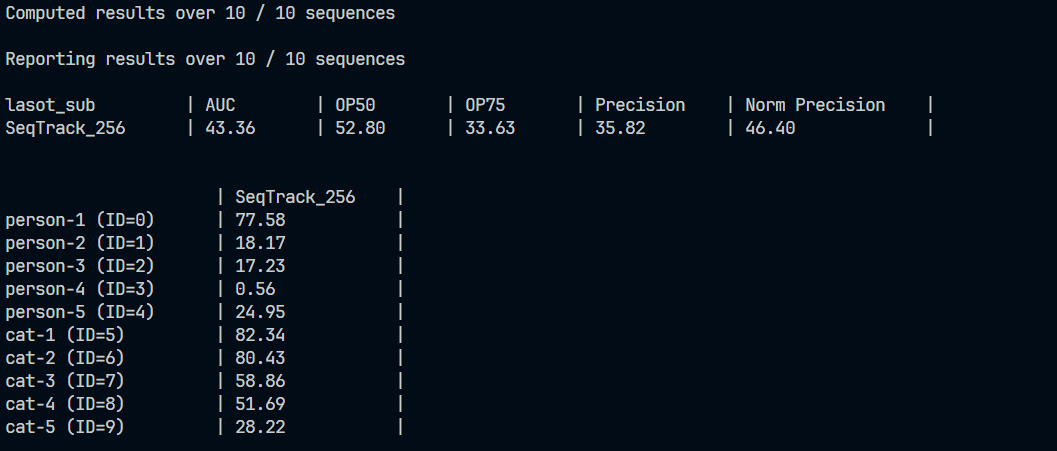 Computed results over 10 / 10 sequences
Reporting results over 10 / 10 sequences
lasot_sub | AUC | OP50 | OP75 | Precision | Norm Precision |
SeqTrack_256 | 43.36 | 52.80 | 33.63 | 35.82 | 46.40 |
| SeqTrack_256 |
person-1 (ID=0) | 77.58 |
person-2 (ID=1) | 18.17 |
person-3 (ID=2) | 17.23 |
person-4 (ID=3) | 0.56 |
person-5 (ID=4) | 24.95 |
cat-1 (ID=5) | 82.34 |
cat-2 (ID=6) | 80.43 |
cat-3 (ID=7) | 58.86 |
cat-4 (ID=8) | 51.69 |
cat-5 (ID=9) | 28.22 |